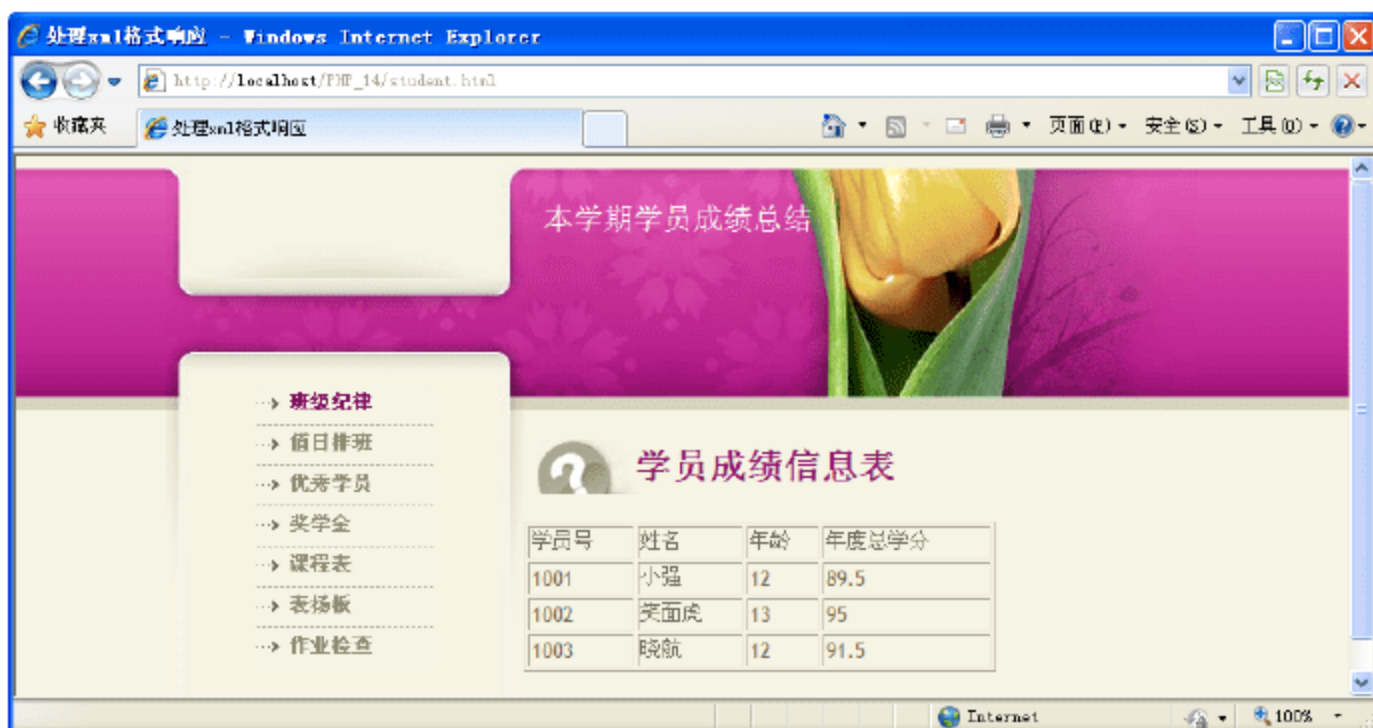 处理xml格式响应 - Windows Internet Explorer
http://localhost/PHP_14/student.html
收藏夹
处理xml格式响应
页面(P)
安全(S)
工具(O)
本学期学员成绩总结
班级纪律
值日排班
优秀学员
奖学金
课程表
表扬板
作业检查
学员成绩信息表
学员号 姓名 年龄 年度总学分
1001 小强 12 89.5
1002 笑面虎 13 95
1003 晓航 12 91.5
Internet
100%